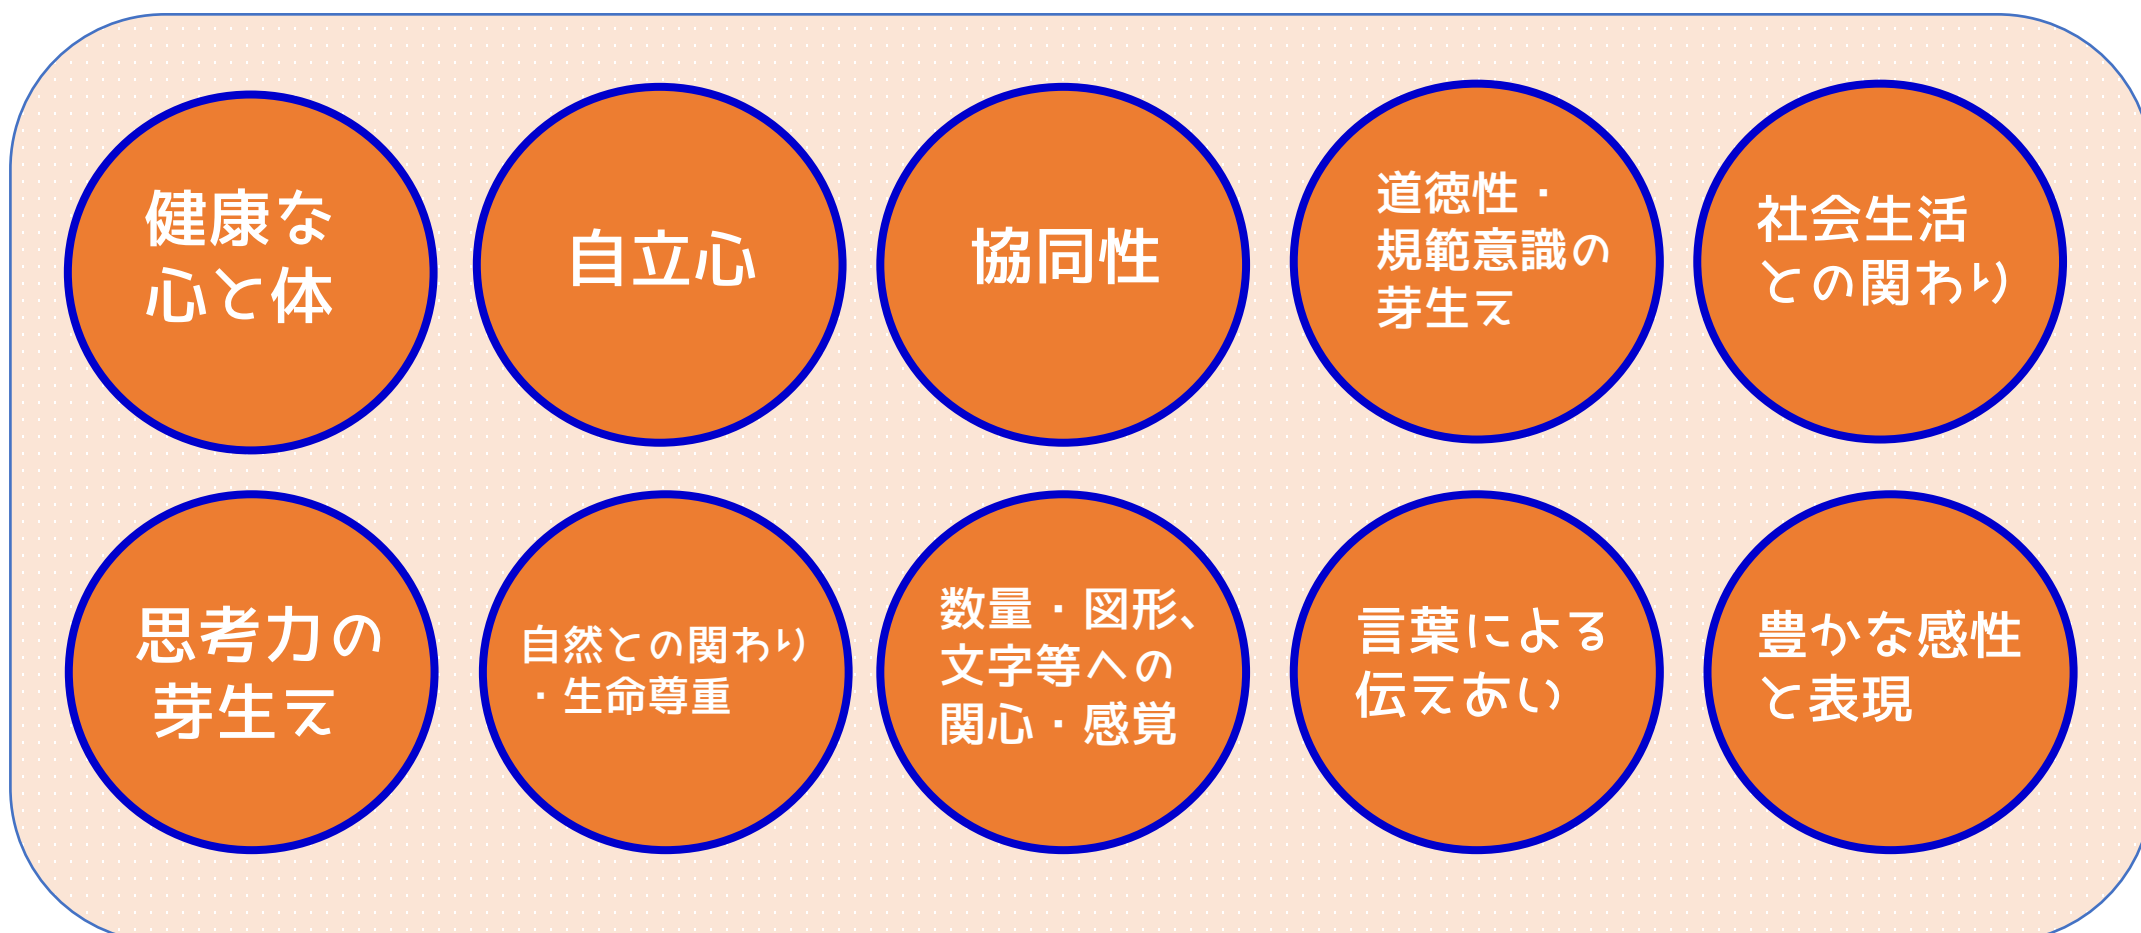 健康な
心と体
自立心
協同性
道徳性・
規範意識の
芽生え
社会生活
との関わり
思考力の
芽生え
自然との関わり
・生命尊重
数量・図形、
文字等への
関心・感覚
言葉による
伝えあい
豊かな感性
と表現